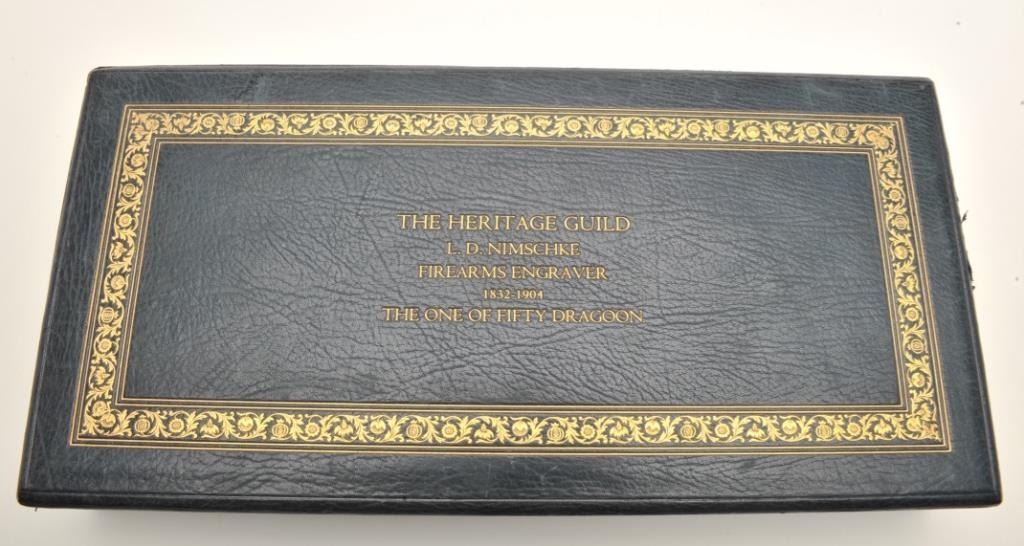 THE HERITAGE GUILD
L. D. NIMSCHKE
FIREARMS ENGRAVER
1832-1904
THE ONE OF FIFTY DRAGOON